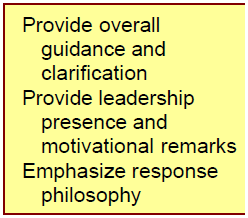 Provide overall
guidance and
clarification
Provide leadership
presence and
motivational remarks
Emphasize response
philosophy